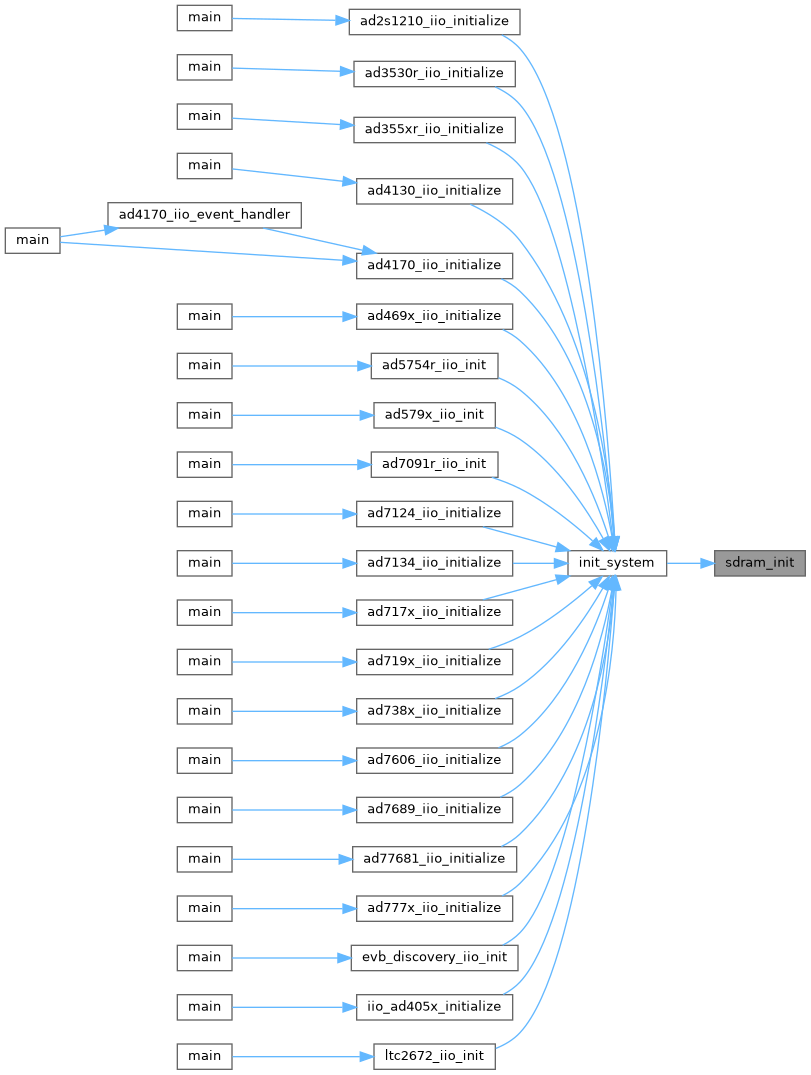 main
ad2s1210_iio_initialize
main
ad3530r_iio_initialize
main
ad355xr_iio_initialize
main
ad4130_iio_initialize
ad4170_iio_event_handler
main
ad4170_iio_initialize
main
ad469x_iio_initialize
main
ad5754r_iio_init
main
ad579x_iio_init
main
ad7091r_iio_init
main
ad7124_iio_initialize
main
ad7134_iio_initialize
init_system
sdram_init
main
ad717x_iio_initialize
main
ad719x_iio_initialize
main
ad738x_iio_initialize
main
ad7606_iio_initialize
main
ad7689_iio_initialize
main
ad77681_iio_initialize
main
ad777x_iio_initialize
main
evb_discovery_iio_init
main
iio_ad405x_initialize
main
ltc2672_iio_init